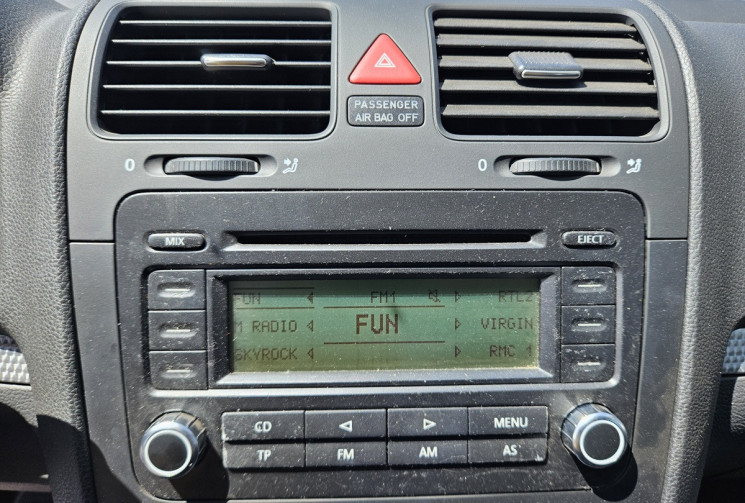 PASSENGER
AIR BAG OFF
0
0
MIX
EJECT
FUN FM1 RTL2
M RADIO FUN VIRGIN
SKYROCK RMC 1
CD MENU
TP FM AM AS